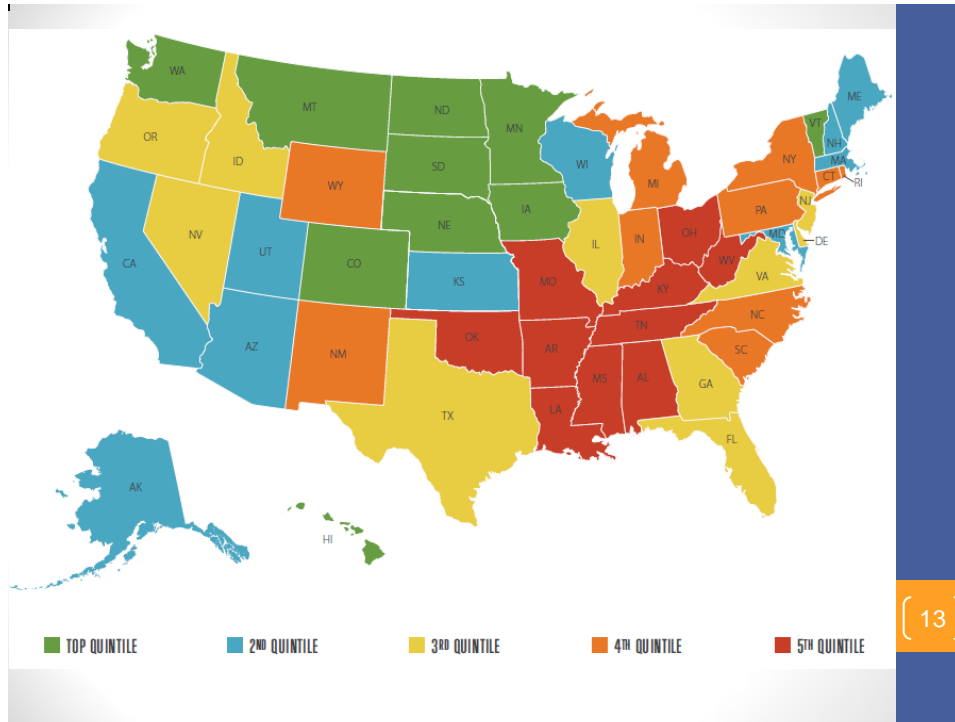 WA
MT
ND
MN
ME
VT
NH
MA
OR
ID
SD
WI
NY
CT
RI
WY
MI
IA
PA
NJ
NE
NV
OH
MD
DE
IL
IN
UT
CO
WV
CA
KS
VA
MO
KY
NC
TN
OK
AZ
NM
AR
SC
MS
AL
GA
LA
TX
FL
AK
HI
13
TOP QUINTILE
2ND QUINTILE
3RD QUINTILE
4TH QUINTILE
5TH QUINTILE